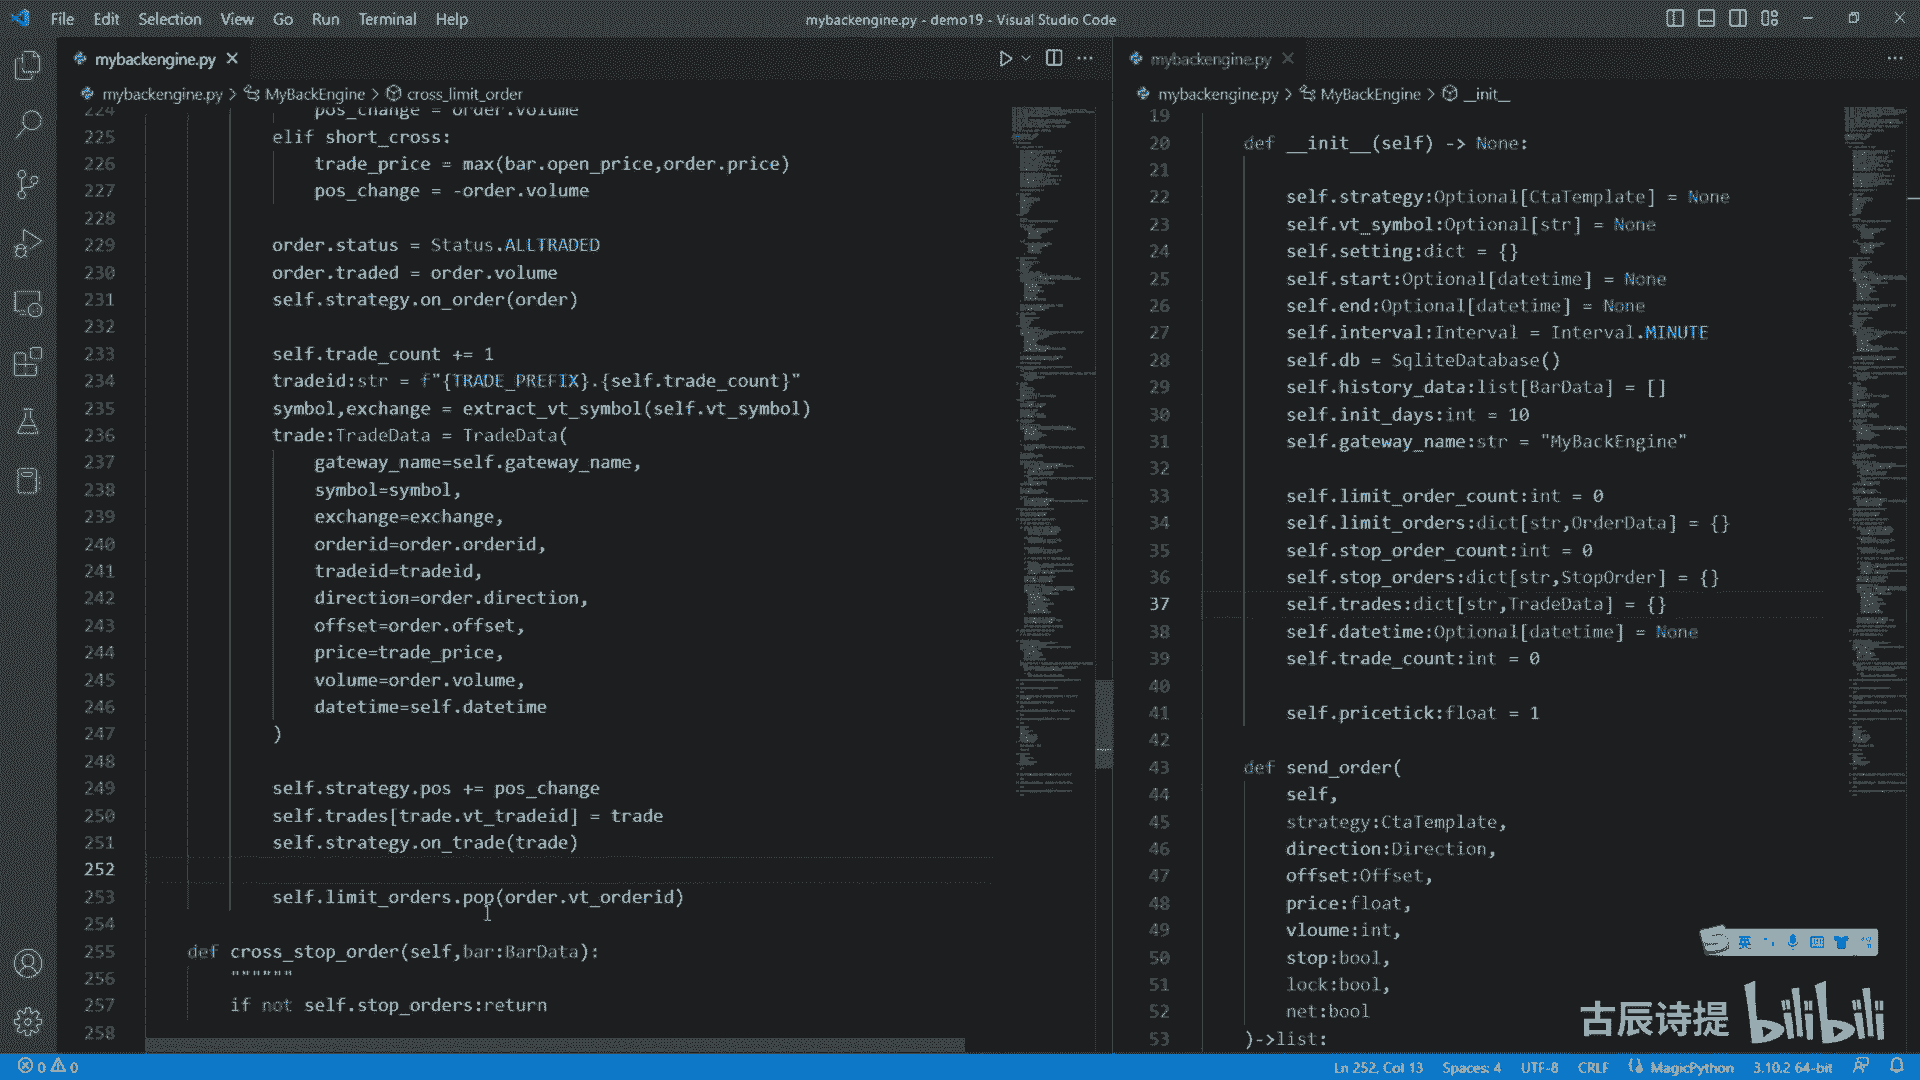 File Edit Selection View Go Run Terminal Help
mybackengine.py - demo19 - Visual Studio Code
mybackengine.py
mybackengine.py > MyBackEngine > cross_limit_order
224 pos_change = order.volume
225 elif short_cross:
226 trade_price = max(bar.open_price,order.price)
227 pos_change = -order.volume
228
229 order.status = Status.ALLTRADED
230 order.traded = order.volume
231 self.strategy.on_order(order)
232
233 self.trade_count += 1
234 tradeid:str = f"{TRADE_PREFIX}.{self.trade_count}"
235 symbol,exchange = extract_vt_symbol(self.vt_symbol)
236 trade:TradeData = TradeData(
237 gateway_name=self.gateway_name,
238 symbol=symbol,
239 exchange=exchange,
240 orderid=order.orderid,
241 tradeid=tradeid,
242 direction=order.direction,
243 offset=order.offset,
244 price=trade_price,
245 volume=order.volume,
246 datetime=self.datetime
247 )
248
249 self.strategy.pos += pos_change
250 self.trades[trade.vt_tradeid] = trade
251 self.strategy.on_trade(trade)
252
253 self.limit_orders.pop(order.vt_orderid)
254
255 def cross_stop_order(self,bar:BarData):
256 """"""
257 if not self.stop_orders:return
258
mybackengine.py
mybackengine.py > MyBackEngine > __init__
19
20 def __init__(self) -> None:
21
22 self.strategy:Optional[CtaTemplate] = None
23 self.vt_symbol:Optional[str] = None
24 self.setting:dict = {}
25 self.start:Optional[datetime] = None
26 self.end:Optional[datetime] = None
27 self.interval:Interval = Interval.MINUTE
28 self.db = SqliteDatabase()
29 self.history_data:list[BarData] = []
30 self.init_days:int = 10
31 self.gateway_name:str = "MyBackEngine"
32
33 self.limit_order_count:int = 0
34 self.limit_orders:dict[str,OrderData] = {}
35 self.stop_order_count:int = 0
36 self.stop_orders:dict[str,StopOrder] = {}
37 self.trades:dict[str,TradeData] = {}
38 self.datetime:Optional[datetime] = None
39 self.trade_count:int = 0
40
41 self.pricetick:float = 1
42
43 def send_order(
44 self,
45 strategy:CtaTemplate,
46 direction:Direction,
47 offset:Offset,
48 price:float,
49 vloume:int,
50 stop:bool,
51 lock:bool,
52 net:bool
53 )->list:
英
古辰诗提 bilibili
0 0 Ln 252, Col 13 Spaces: 4 UTF-8 CRLF MagicPython 3.10.2 64-bit